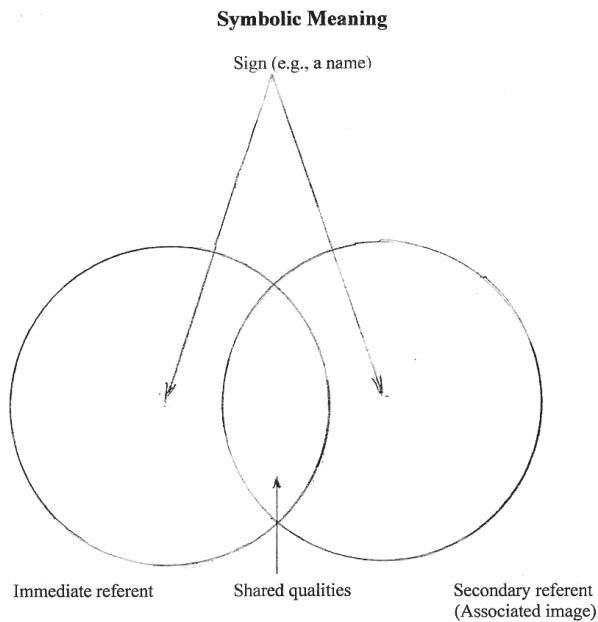 Symbolic Meaning
Sign (e.g., a name)
Immediate referent
Shared qualities
Secondary referent
(Associated image)